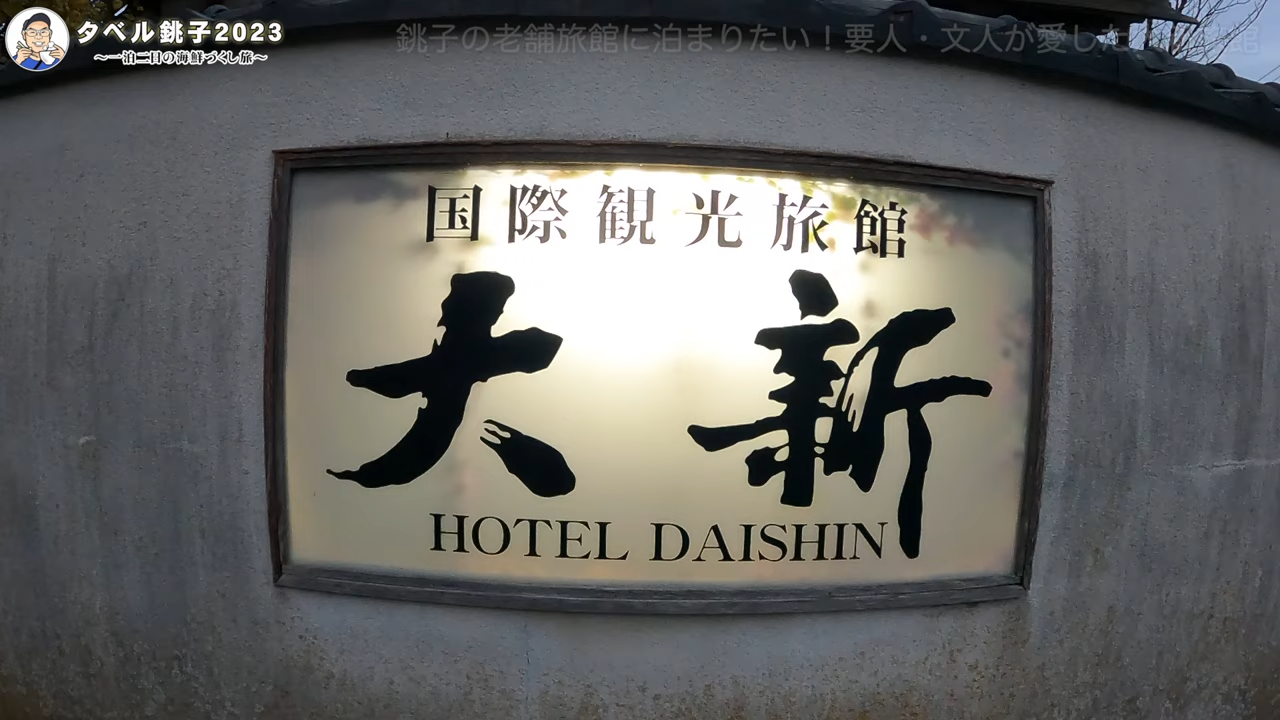 タベル銚子2023
～一泊二日の海鮮づくし旅～
銚子の老舗旅館に泊まりたい！要人・文人が愛した
館
国際観光旅館
大新
HOTEL DAISHIN